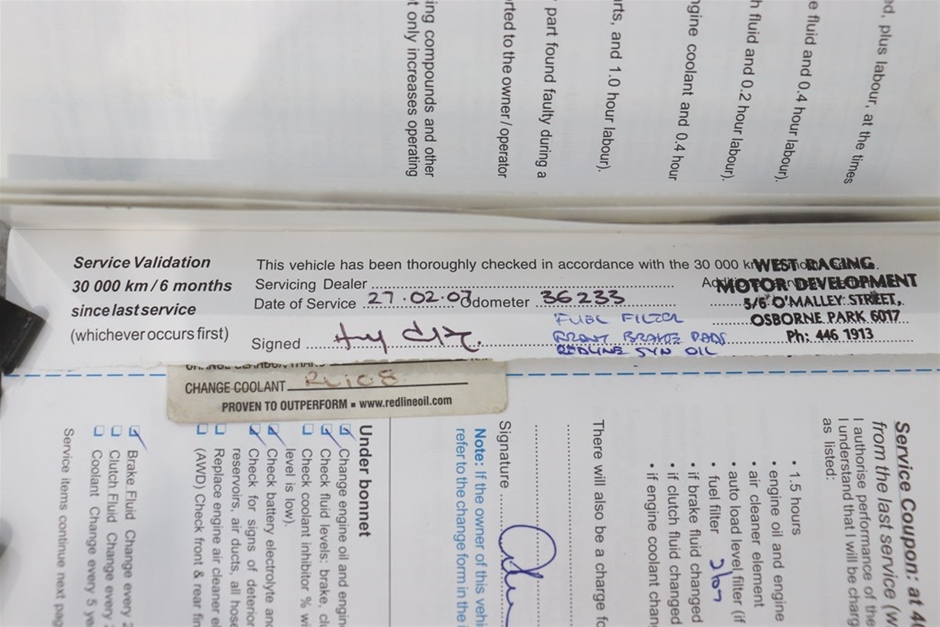 ing compounds and other
t only increases operating
rted to the owner / operator
part found faulty during a
rts, and 1.0 hour labour).
ngine coolant and 0.4 hour
h fluid and 0.2 hour labour).
e fluid and 0.4 hour labour).
ed, plus labour, at the times
Service Validation
30 000 km / 6 months
since last service
(whichever occurs first)
This vehicle has been thoroughly checked in accordance with the 30 000 k
Servicing Dealer
Date of Service 27.02.07 Odometer 36233
Signed
FUEL FILTER
FRONT BRAKE PADS
REDLINE SYN OIL
WEST RACING
MOTOR DEVELOPMENT
5/6 O'MALLEY STREET,
OSBORNE PARK 6017
Ph: 446 1913
CHANGE COOLANT
PROVEN TO OUTPERFORM ▪ www.redlineoil.com
Service Coupon: at 4
from the last service (w
I authorise performance of the
I understand that I will be charg
as listed:
• 1.5 hours
• engine oil and engine
• air cleaner element
• auto load level filter (if
• fuel filter
• if brake fluid changed
• if clutch fluid changed
• if engine coolant chan
There will also be a charge fo
Signature
Note: If the owner of this vehi
refer to the change form in the
Under bonnet
Change engine oil and engin
Check fluid levels: brake, cl
Check coolant inhibitor % wi
level is low).
Check battery electrolyte an
Check for signs of deterior
reservoirs, air ducts, all hose
Replace engine air cleaner el
(AWD) Check front & rear fin
Brake Fluid Change every 2
Clutch Fluid Change every
Coolant Change every 5 ye
Service items continue next pag